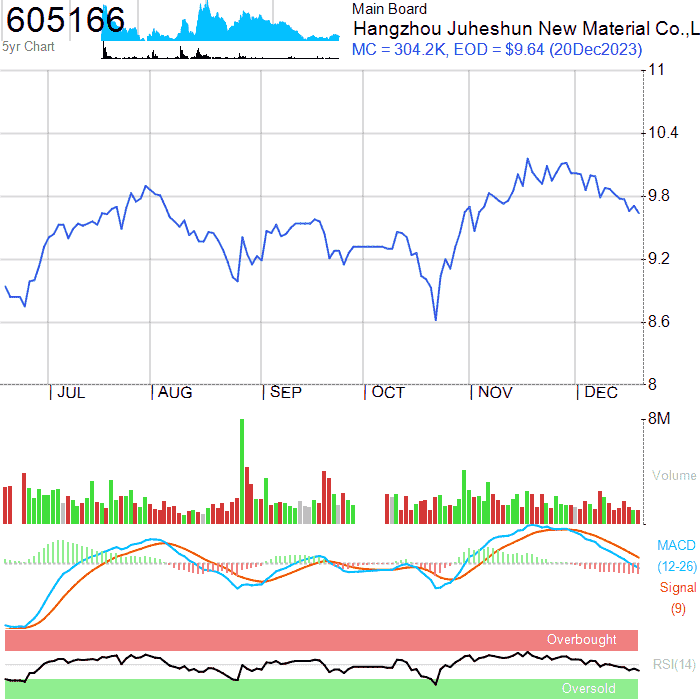 605166
5yr Chart
Main Board
Hangzhou Juheshun New Material Co.,L
MC = 304.2K, EOD = $9.64 (20Dec2023)
11
10.4
9.8
9.2
8.6
8
JUL AUG SEP OCT NOV DEC
8M
Volume
MACD
(12-26)
Signal
(9)
Overbought
RSI(14)
Oversold